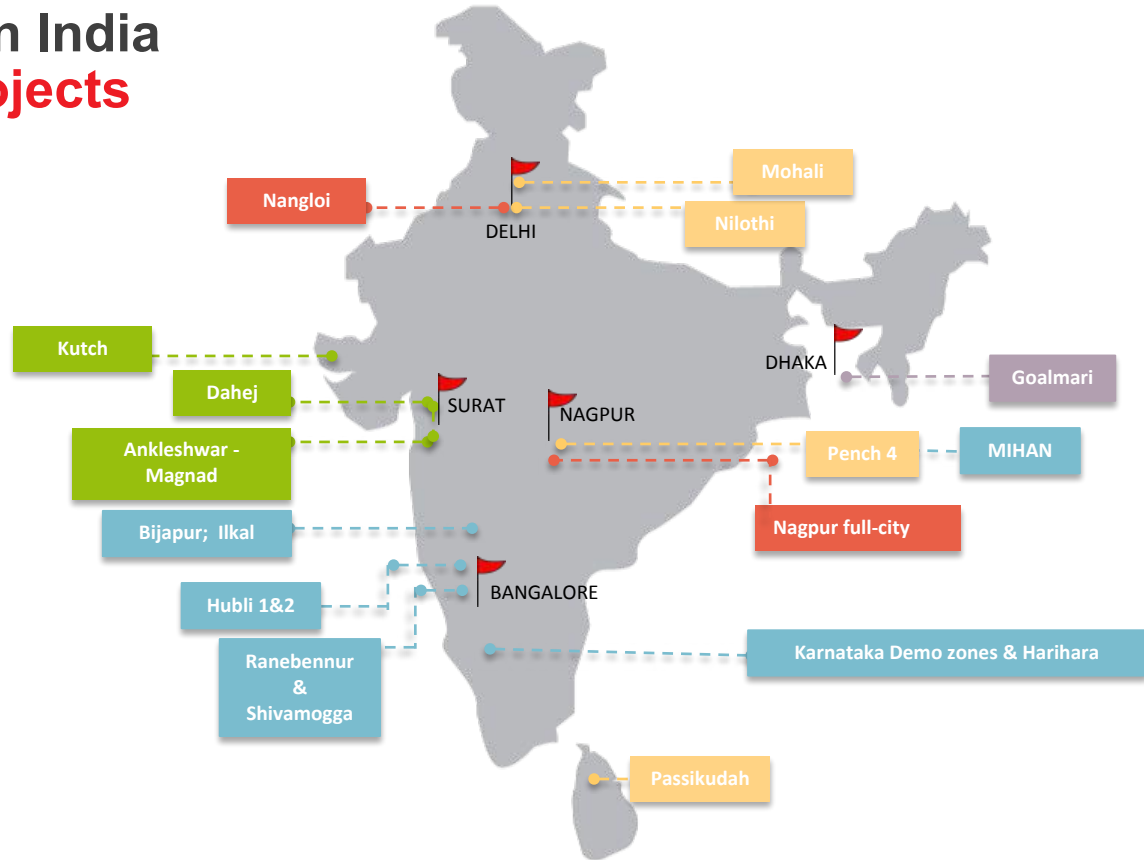 n India
ojects
Mohali
Nangloi
Nilothi
DELHI
Kutch
DHAKA
Goalmari
Dahej
SURAT
NAGPUR
Ankleshwar -
Magnad
Pench 4
MIHAN
Bijapur;  Ilkal
Nagpur full-city
BANGALORE
Hubli 1&2
Ranebennur
&
Shivamogga
Karnataka Demo zones & Harihara
Passikudah